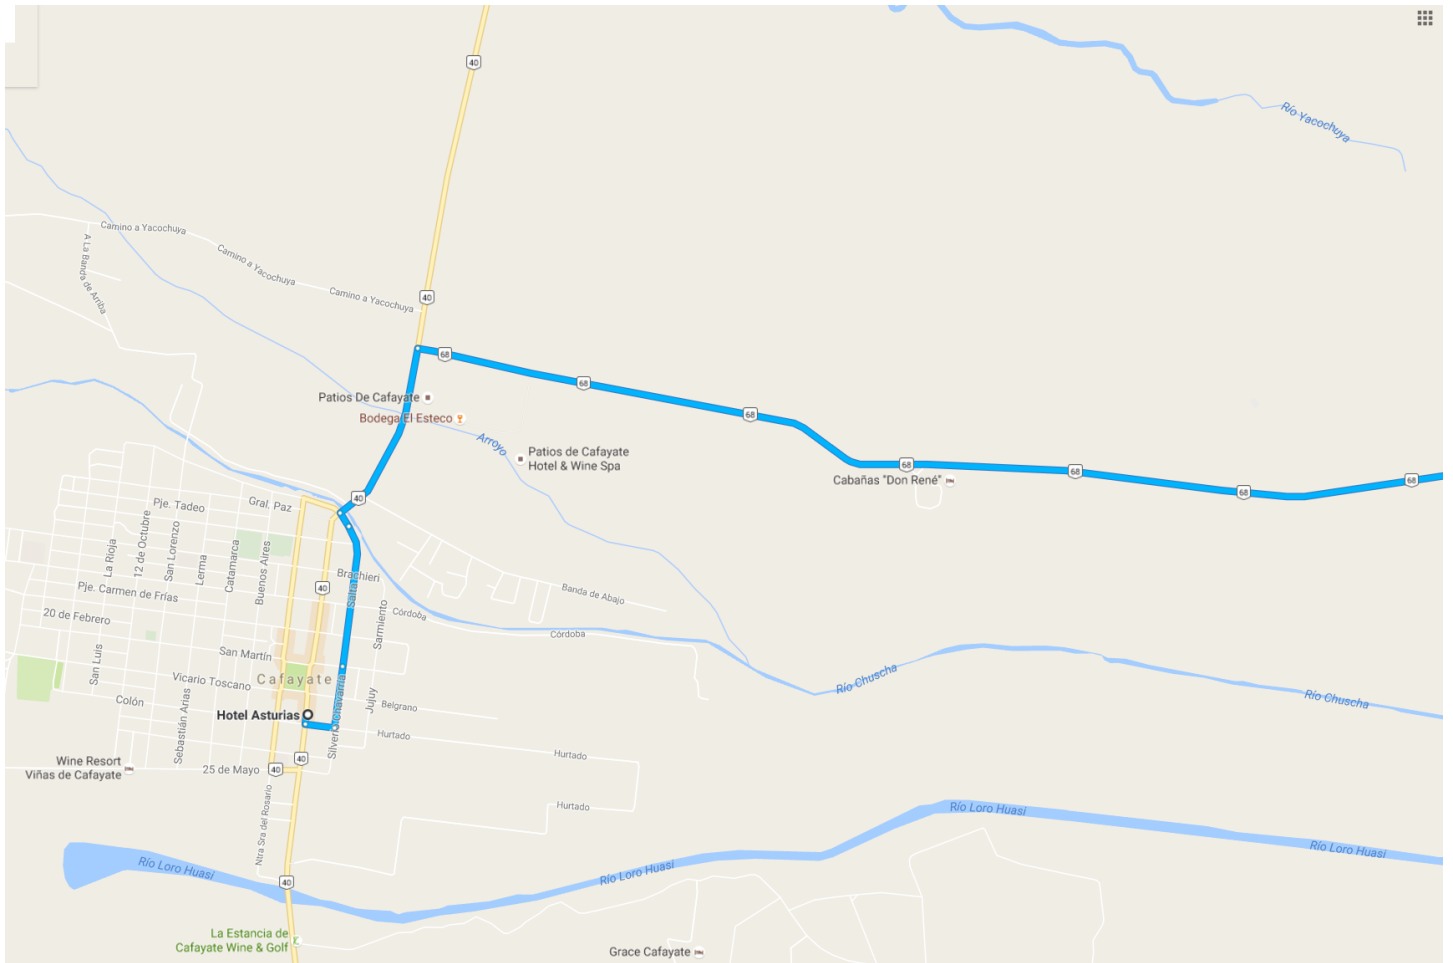 40
Río Yacochuya
Camino a Yacochuya
Camino a Yacochuya
Camino a Yacochuya
A La Banda de Arriba
40
68
68
68
68
68
68
68
Patios De Cafayate
Bodega El Esteco
Arroyo
Patios de Cafayate
Hotel & Wine Spa
Cabañas "Don René"
40
Pje. Tadeo
Gral. Paz
La Rioja
12 de Octubre
San Lorenzo
Lerma
Catamarca
Buenos Aires
40
Brachieri
Salta
Pje. Carmen de Frías
20 de Febrero
Córdoba
Sarmiento
Banda de Abajo
Córdoba
San Luis
San Martín
Vicario Toscano
Cafayate
Río Chuscha
Río Chuscha
Colón
Sebastián Arias
Jujuy
Belgrano
Hotel Asturias
Hurtado
Hurtado
Hurtado
Wine Resort
Viñas de Cafayate
25 de Mayo
40
40
Ntra Sra del Rosario
Río Loro Huasi
Río Loro Huasi
Río Loro Huasi
Río Loro Huasi
40
La Estancia de
Cafayate Wine & Golf
Grace Cafayate